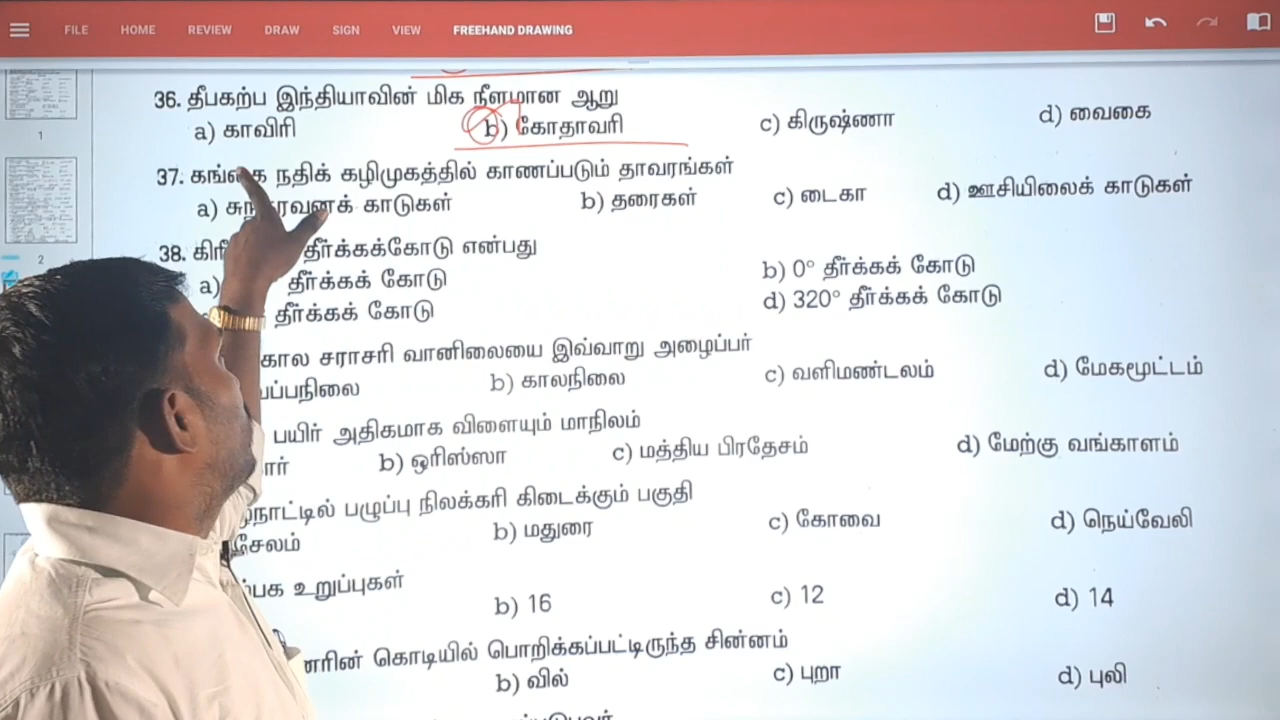 FILE HOME REVIEW DRAW SIGN VIEW FREEHAND DRAWING
36. தீபகற்ப இந்தியாவின் மிக நீளமான ஆறு
a) காவிரி b) கோதாவரி c) கிருஷ்ணா d) வைகை
37. கங்கை நதிக் கழிமுகத்தில் காணப்படும் தாவரங்கள்
a) சுந்தரவனக் காடுகள் b) தரைகள் c) டைகா d) ஊசியிலைக் காடுகள்
38. தீர்க்கக்கோடு என்பது
a) தீர்க்கக் கோடு b) 0° தீர்க்கக் கோடு
தீர்க்கக் கோடு d) 320° தீர்க்கக் கோடு
கால சராசரி வானிலையை இவ்வாறு அழைப்பர்
b) காலநிலை c) வளிமண்டலம் d) மேகமூட்டம்
பயிர் அதிகமாக விளையும் மாநிலம்
b) ஒரிஸ்ஸா c) மத்திய பிரதேசம் d) மேற்கு வங்காளம்
பழுப்பு நிலக்கரி கிடைக்கும் பகுதி
சேலம் b) மதுரை c) கோவை d) நெய்வேலி
உறுப்புகள்
b) 16 c) 12 d) 14
கொடியில் பொறிக்கப்பட்டிருந்த சின்னம்
b) வில் c) புறா d) புலி
1
2